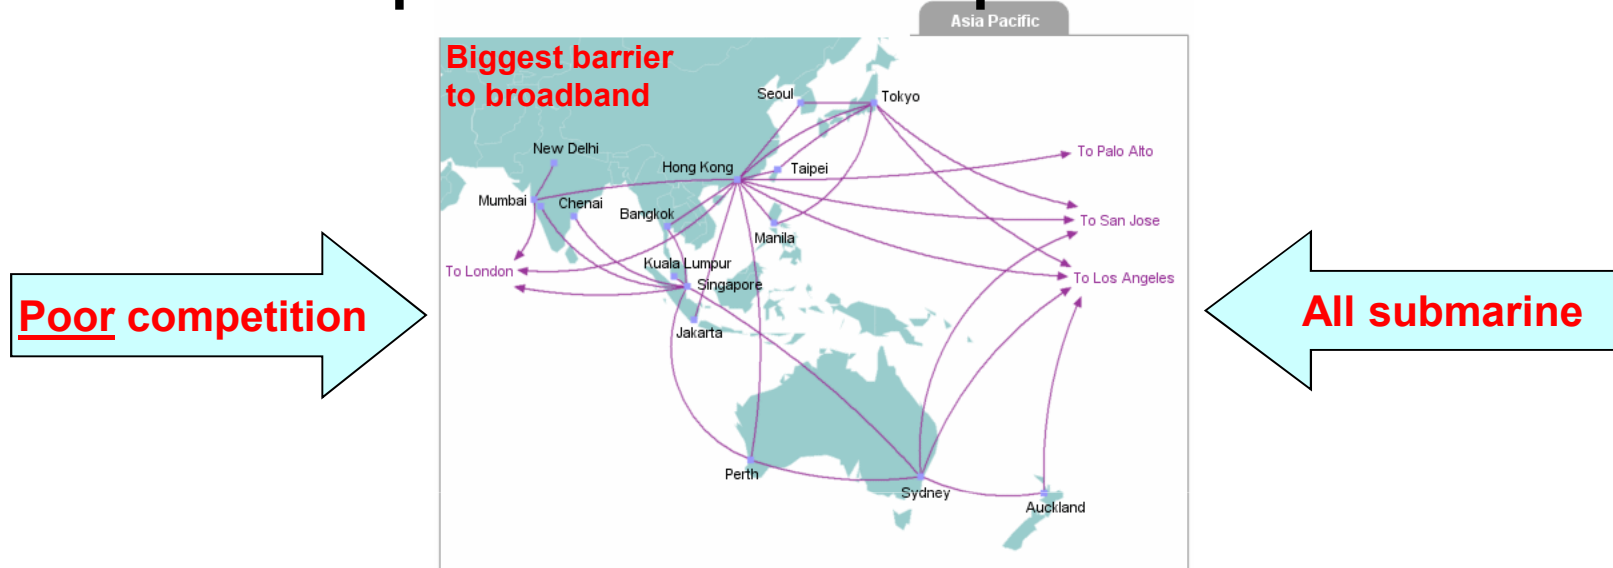 Asia Pacific
Biggest barrier
to broadband
Seoul
Tokyo
To Palo Alto
New Delhi
Hong Kong
Taipei
Mumbai
Chenai
Bangkok
To San Jose
Manila
To London
Kuala Lumpur
Singapore
To Los Angeles
Poor competition
All submarine
Jakarta
Perth
Sydney
Auckland